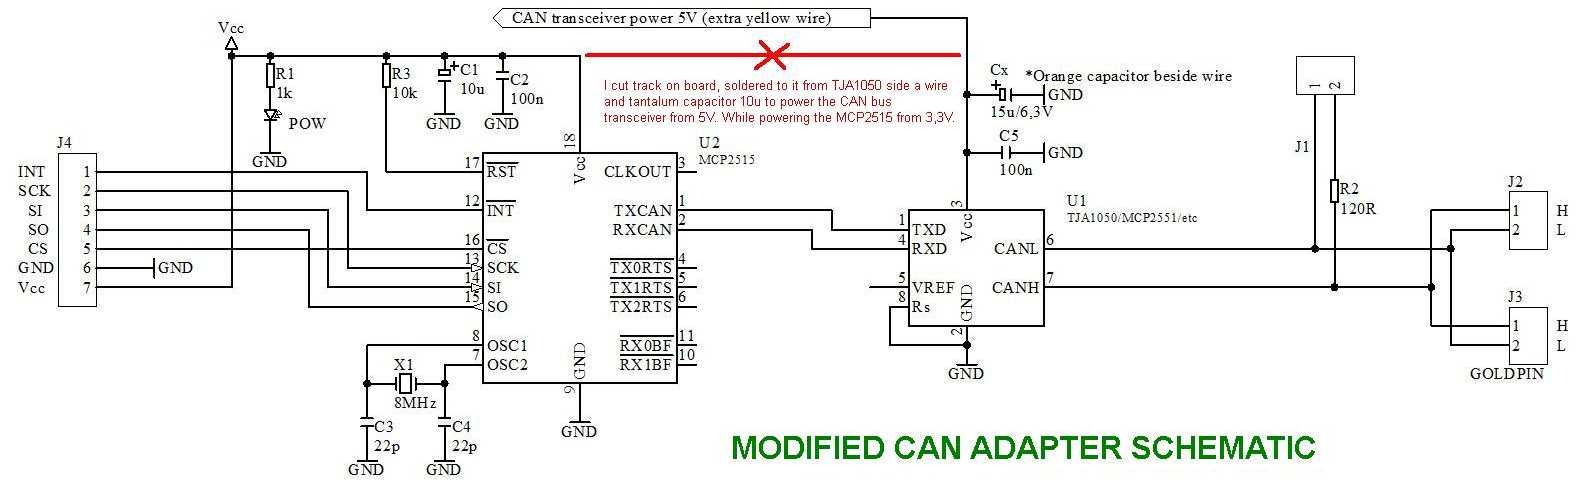 CAN transceiver power 5V (extra yellow wire)
Vcc
R1
1k
POW
GND
R3
10k
C1
10u
GND
C2
100n
GND
I cut track on board, soldered to it from TJA1050 side a wire
and tantalum capacitor 10u to power the CAN bus
transceiver from 5V. While powering the MCP2515 from 3,3V.
Cx
*Orange capacitor beside wire
GND
15u/6,3V
C5
GND
100n
1
2
J1
R2
120R
J4
INT 1
SCK 2
SI 3
SO 4
CS 5
GND 6
GND
Vcc 7
U2
MCP2515
18
Vcc
17 RST
12 INT
16 CS
13 SCK
14 SI
15 SO
8 OSC1
7 OSC2
GND
9
GND
CLKOUT 3
TXCAN 1
RXCAN 2
TX0RTS 4
TX1RTS 5
TX2RTS 6
RX0BF 11
RX1BF 10
X1
8MHz
C3
22p
GND
C4
22p
GND
U1
TJA1050/MCP2551/etc
3
Vcc
1 TXD
4 RXD
5 VREF
8 Rs
GND
2
GND
CANL 6
CANH 7
J2
1 H
2 L
J3
1 H
2 L
GOLDPIN
MODIFIED CAN ADAPTER SCHEMATIC